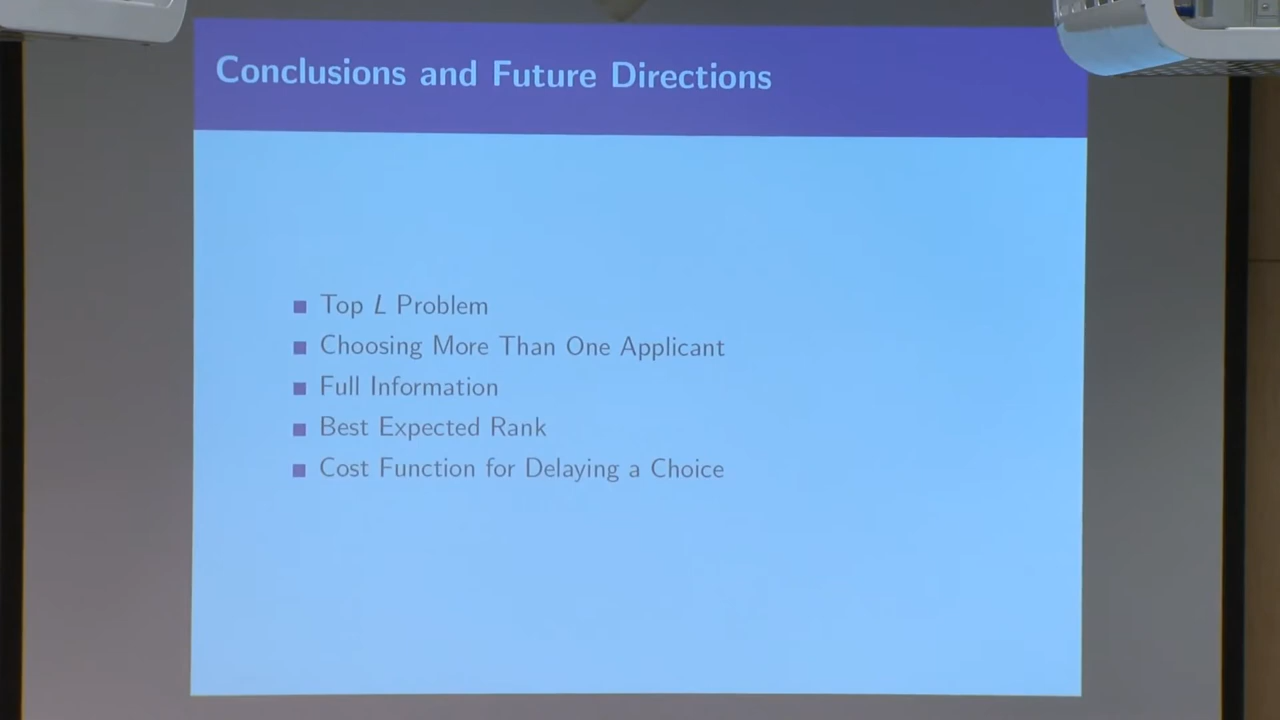 Conclusions and Future Directions
Top L Problem
Choosing More Than One Applicant
Full Information
Best Expected Rank
Cost Function for Delaying a Choice